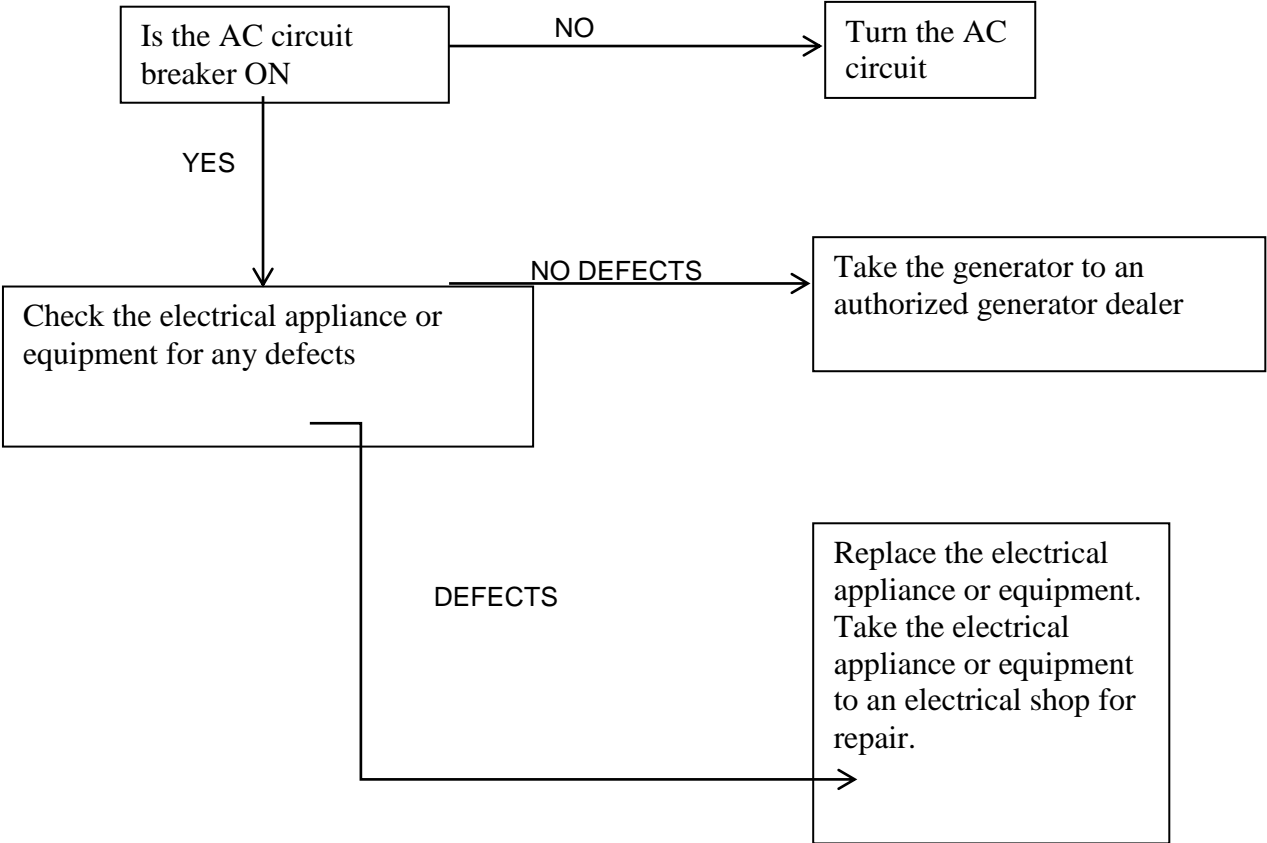 Is the AC circuit
breaker ON
NO
Turn the AC
circuit
YES
NO DEFECTS
Take the generator to an
authorized generator dealer
Check the electrical appliance or
equipment for any defects
DEFECTS
Replace the electrical
appliance or equipment.
Take the electrical
appliance or equipment
to an electrical shop for
repair.